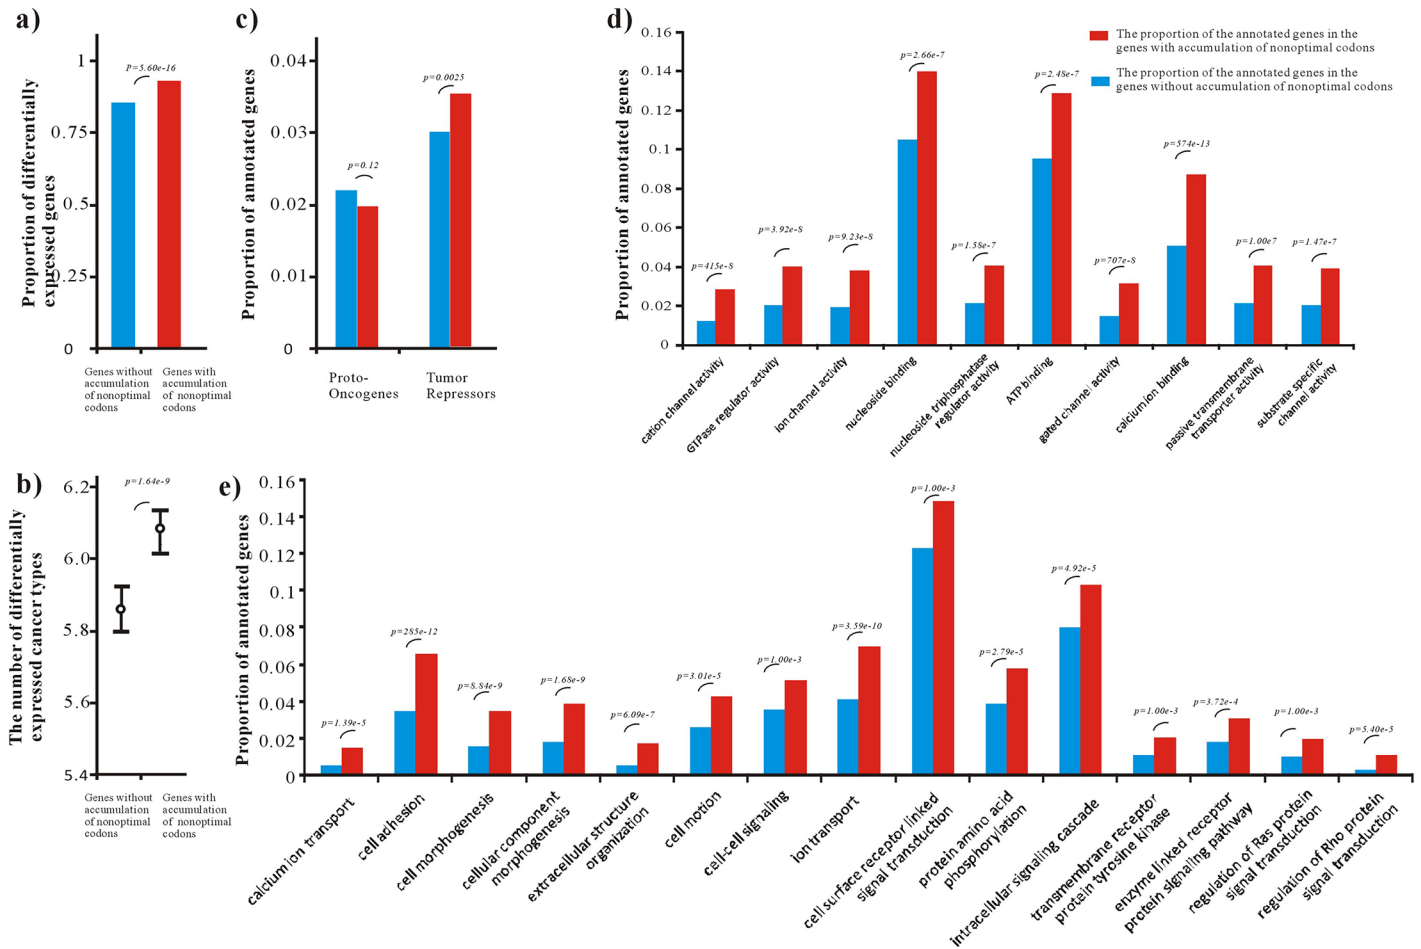 a)
Proportion of differentially
expressed genes
1
0.75
0.5
0.25
0
P=5.60e-16
Genes without
accumulation
of nonoptimal
codons
Genes with
accumulation
of nonoptimal
codons
c)
Proportion of annotated genes
0.04
0.03
0.02
0.01
0
p=0.12
p=0.0025
Proto-
Oncogenes
Tumor
Repressors
d)
Proportion of annotated genes
0.16
0.14
0.12
0.1
0.08
0.06
0.04
0.02
0
The proportion of the annotated genes in the
genes with accumulation of nonoptimal codons
The proportion of the annotated genes in the
genes without accumulation of nonoptimal codons
p=415e-8
p=3.92e-8
p=9.23e-8
p=2.66e-7
p=1.58e-7
p=2.48e-7
p=707e-8
p=574e-13
p=1.00e7
p=1.47e-7
cation channel activity
GTPase regulator activity
ion channel activity
nucleoside binding
nucleoside triphosphatase
regulator activity
ATP binding
gated channel activity
calcium ion binding
passive transmembrane
transporter activity
substrate specific
channel activity
b)
The number of differentially
expressed cancer types
6.2
6.0
5.8
5.6
5.4
p=1.64e-9
Genes without
accumulation
of nonoptimal
codons
Genes with
accumulation
of nonoptimal
codons
e)
Proportion of annotated genes
0.16
0.14
0.12
0.1
0.08
0.06
0.04
0.02
0
p=1.39e-5
p=285e-12
p=8.84e-9
p=1.68e-9
p=6.09e-7
p=3.01e-5
p=1.00e-3
p=3.59e-10
p=1.00e-3
p=2.79e-5
p=4.92e-5
p=1.00e-3
p=3.72e-4
p=1.00e-3
p=5.40e-5
calcium ion transport
cell adhesion
cell morphogenesis
cellular component
morphogenesis
extracellular structure
organization
cell motion
cell-cell signaling
ion transport
cell surface receptor linked
signal transduction
protein amino acid
phosphorylation
intracellular signaling cascade
transmembrane receptor
protein tyrosine kinase
enzyme linked receptor
protein signaling pathway
regulation of Ras protein
signal transduction
regulation of Rho protein
signal transduction